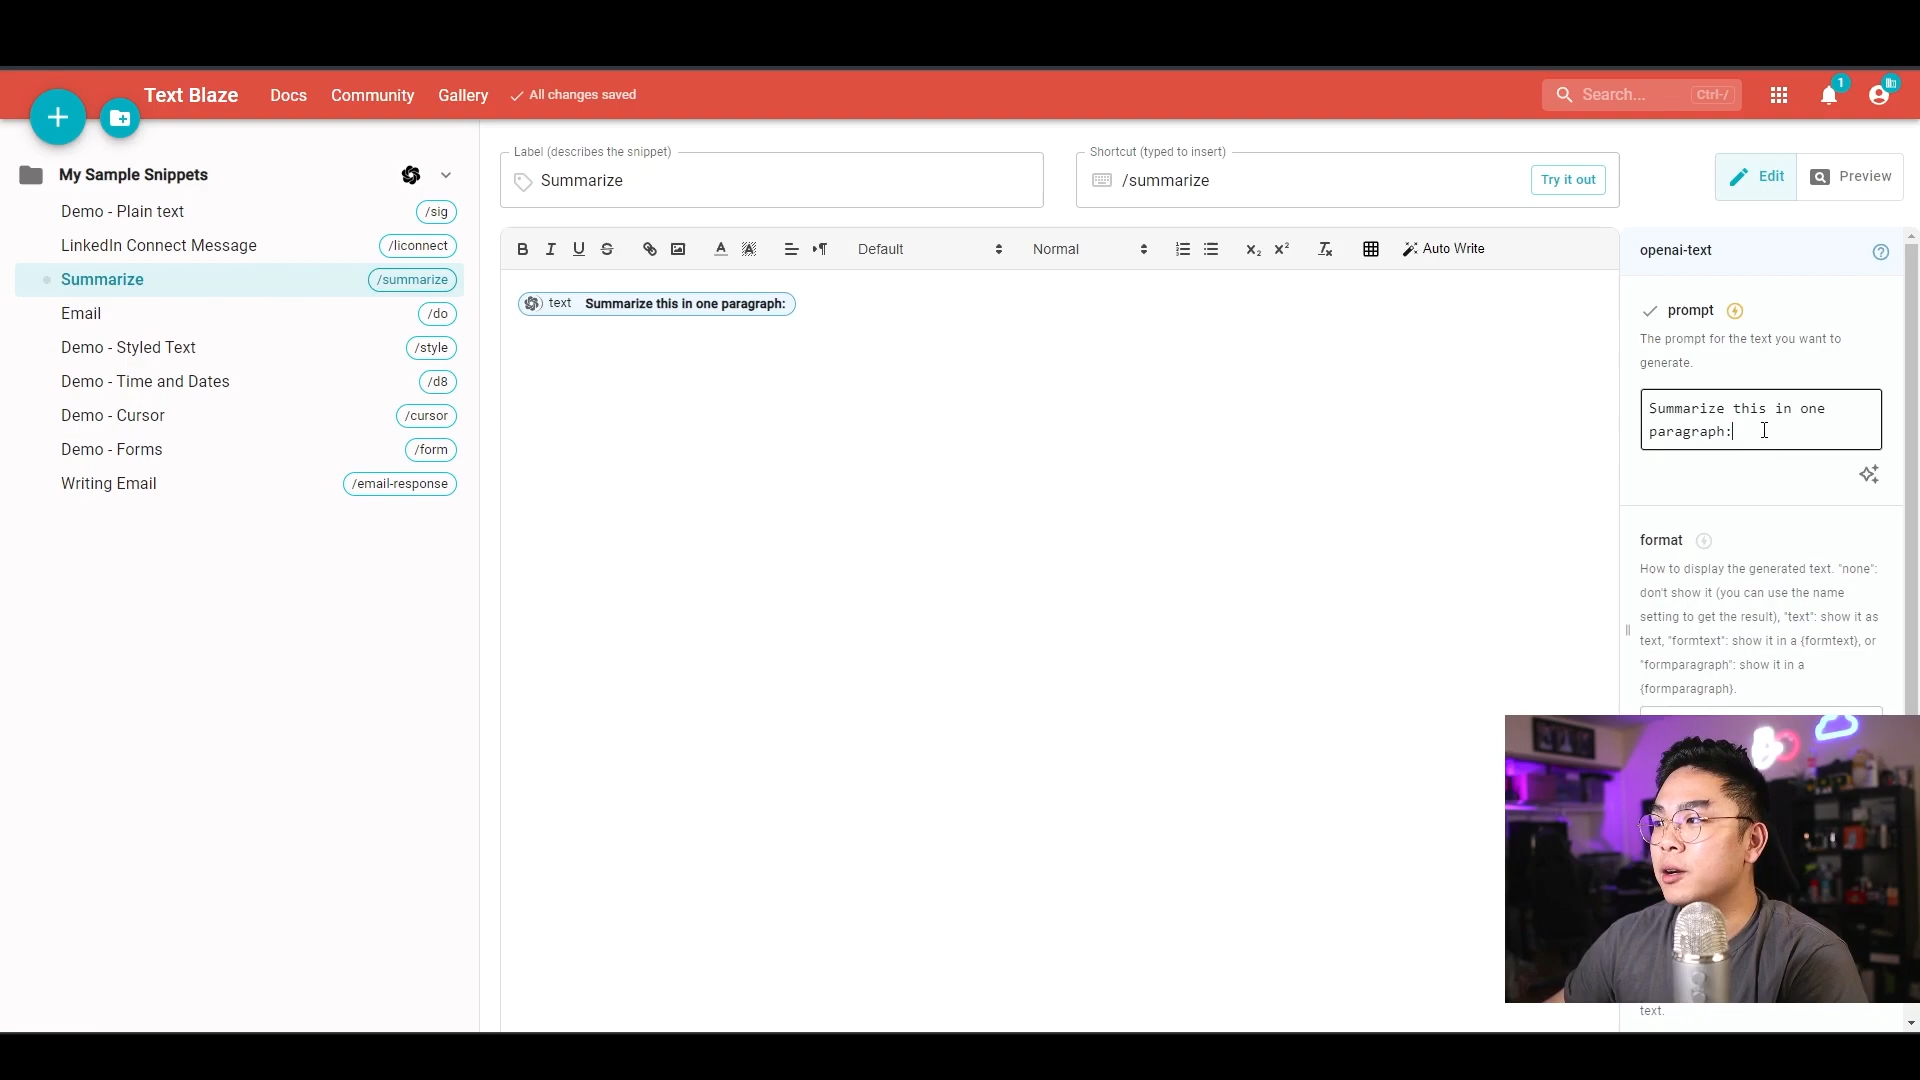 Text Blaze
Docs
Community
Gallery
All changes saved
Search...
Ctrl-/
1
My Sample Snippets
Demo - Plain text
/sig
LinkedIn Connect Message
/liconnect
Summarize
/summarize
Email
/do
Demo - Styled Text
/style
Demo - Time and Dates
/d8
Demo - Cursor
/cursor
Demo - Forms
/form
Writing Email
/email-response
Label (describes the snippet)
Summarize
Shortcut (typed to insert)
/summarize
Try it out
Edit
Preview
Default
Normal
Auto Write
text Summarize this in one paragraph:
openai-text
prompt
The prompt for the text you want to
generate.
Summarize this in one
paragraph:
format
How to display the generated text. "none":
don't show it (you can use the name
setting to get the result), "text": show it as
text, "formtext": show it in a {formtext}, or
"formparagraph": show it in a
{formparagraph}.
text.